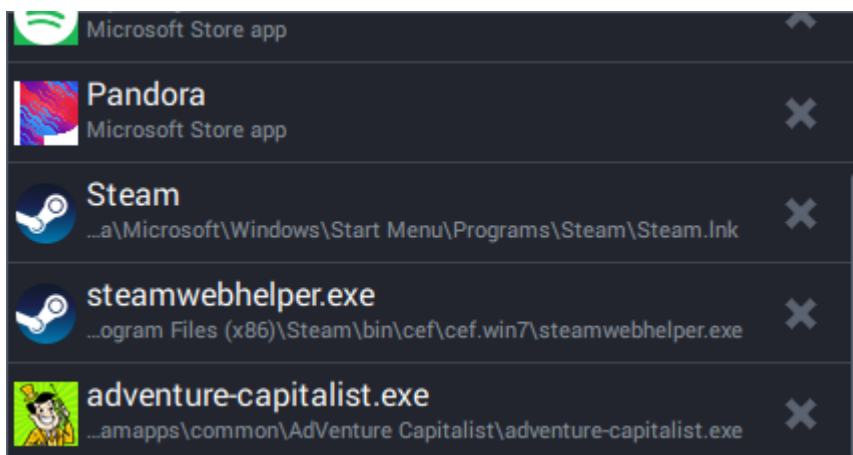 Microsoft Store app
Pandora
Microsoft Store app
Steam
...a\Microsoft\Windows\Start Menu\Programs\Steam\Steam.lnk
steamwebhelper.exe
...ogram Files (x86)\Steam\bin\cef\cef.win7\steamwebhelper.exe
adventure-capitalist.exe
...amapps\common\AdVenture Capitalist\adventure-capitalist.exe